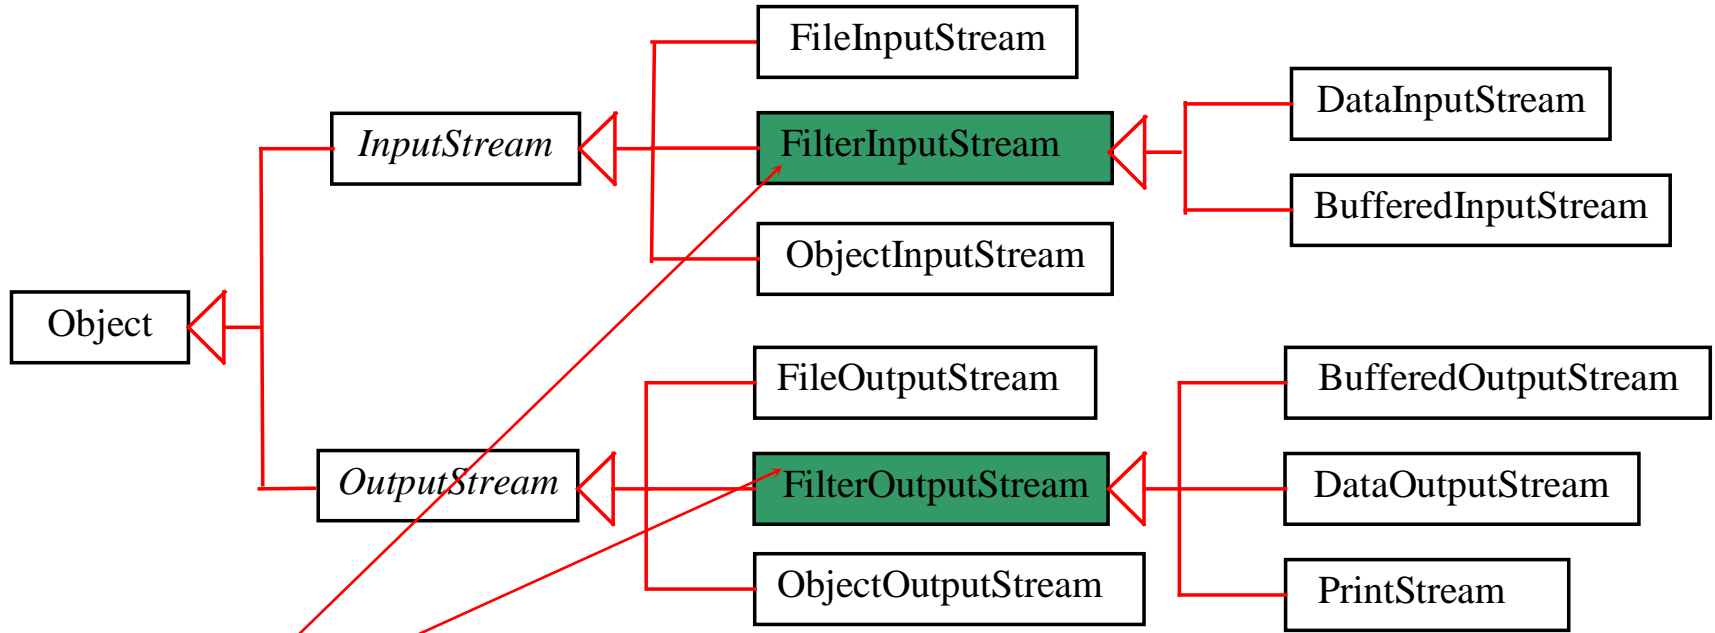 FileInputStream
DataInputStream
InputStream
FilterInputStream
BufferedInputStream
ObjectInputStream
Object
FileOutputStream
BufferedOutputStream
OutputStream
FilterOutputStream
DataOutputStream
ObjectOutputStream
PrintStream